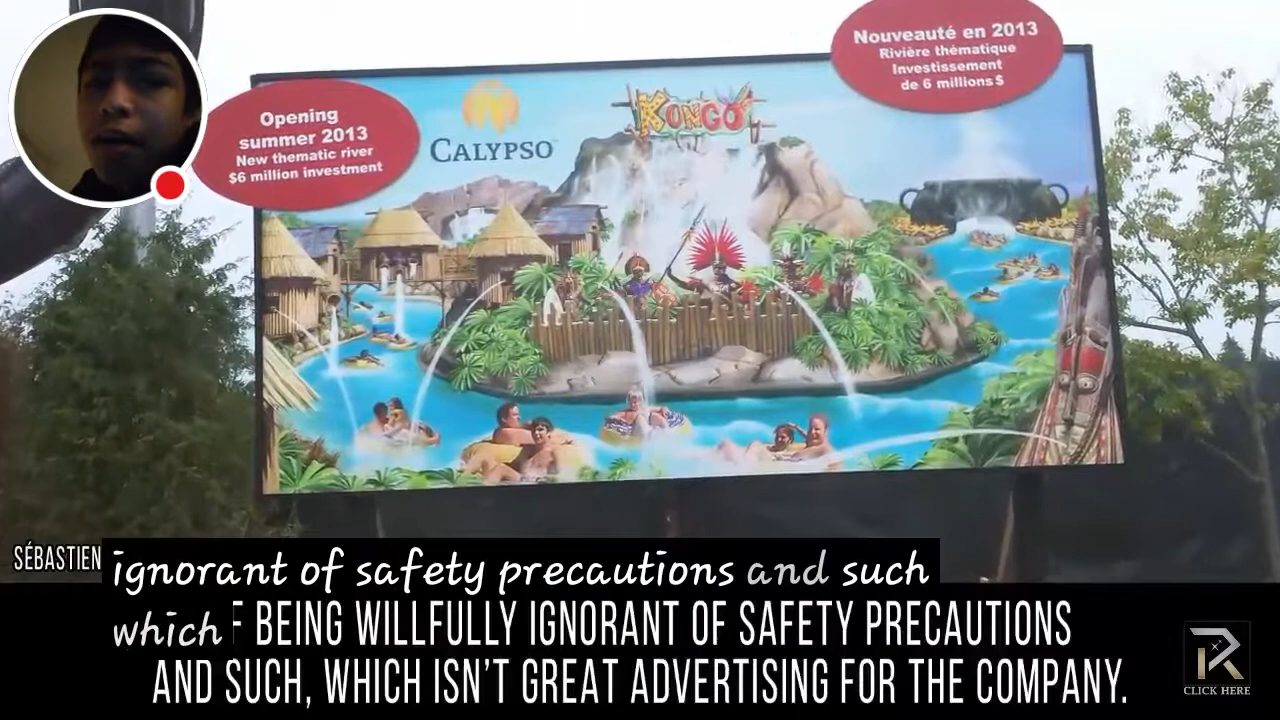 Opening
summer 2013
New thematic river
$6 million investment
CALYPSO
KONGO
Nouveauté en 2013
Rivière thématique
Investissement
de 6 millions $
SÉBASTIEN
ignorant of safety precautions and such
which
BEING WILLFULLY IGNORANT OF SAFETY PRECAUTIONS
AND SUCH, WHICH ISN'T GREAT ADVERTISING FOR THE COMPANY.
R
CLICK HERE